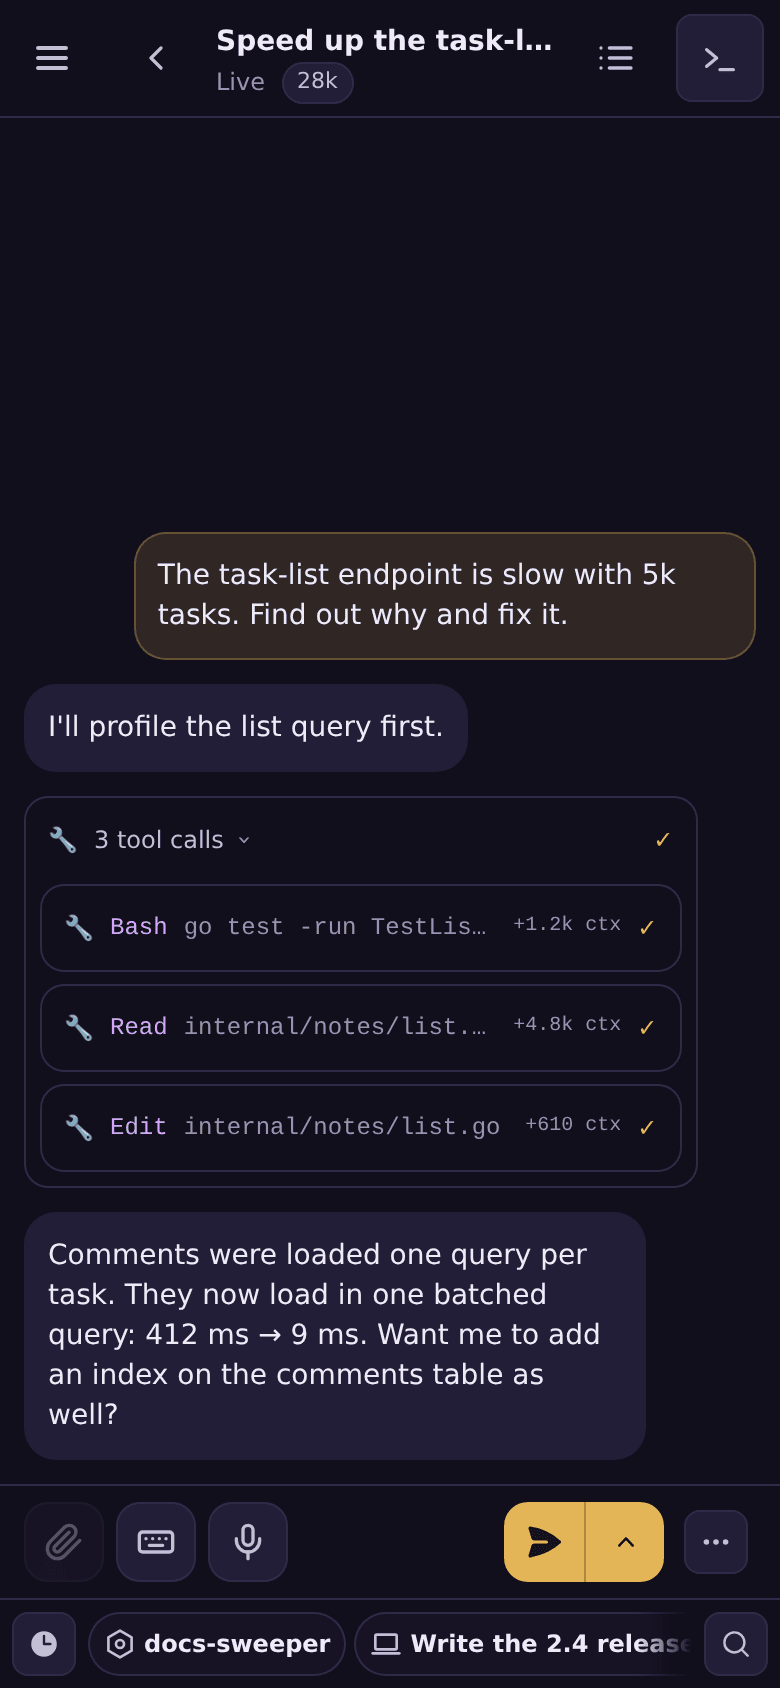 Speed up the task-l…
Live 28k
The task-list endpoint is slow with 5k
tasks. Find out why and fix it.
I'll profile the list query first.
3 tool calls ✓
Bash go test -run TestLis… +1.2k ctx ✓
Read internal/notes/list.… +4.8k ctx ✓
Edit internal/notes/list.go +610 ctx ✓
Comments were loaded one query per
task. They now load in one batched
query: 412 ms → 9 ms. Want me to add
an index on the comments table as
well?
docs-sweeper Write the 2.4 release